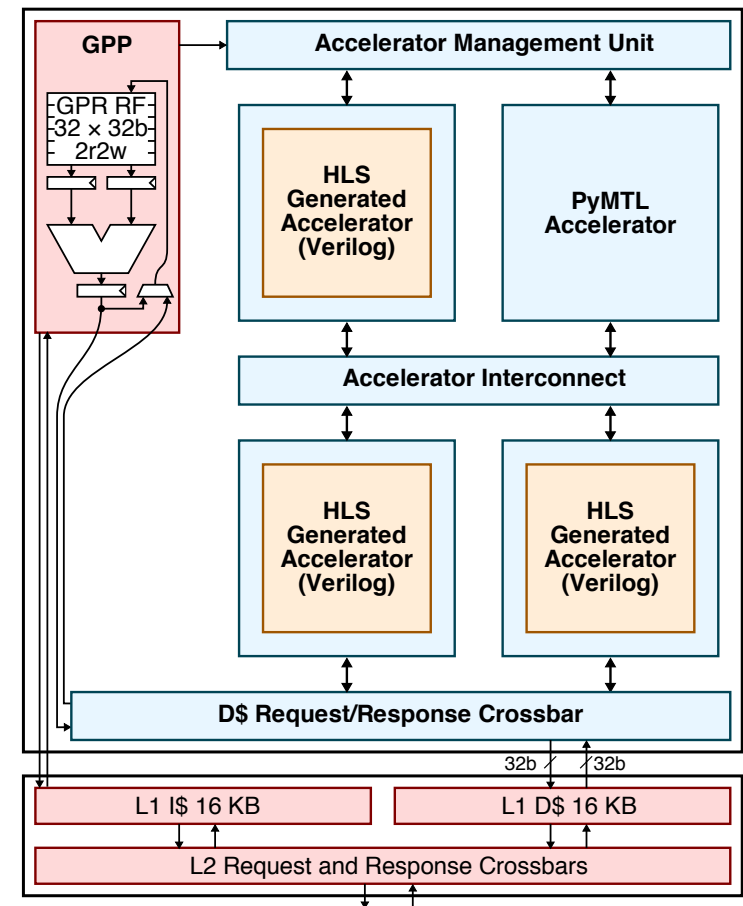 GPP
Accelerator Management Unit
GPR RF
32 × 32b
2r2w
HLS
Generated
Accelerator
(Verilog)
PyMTL
Accelerator
Accelerator Interconnect
HLS
Generated
Accelerator
(Verilog)
HLS
Generated
Accelerator
(Verilog)
D$ Request/Response Crossbar
32b
32b
L1 I$ 16 KB
L1 D$ 16 KB
L2 Request and Response Crossbars